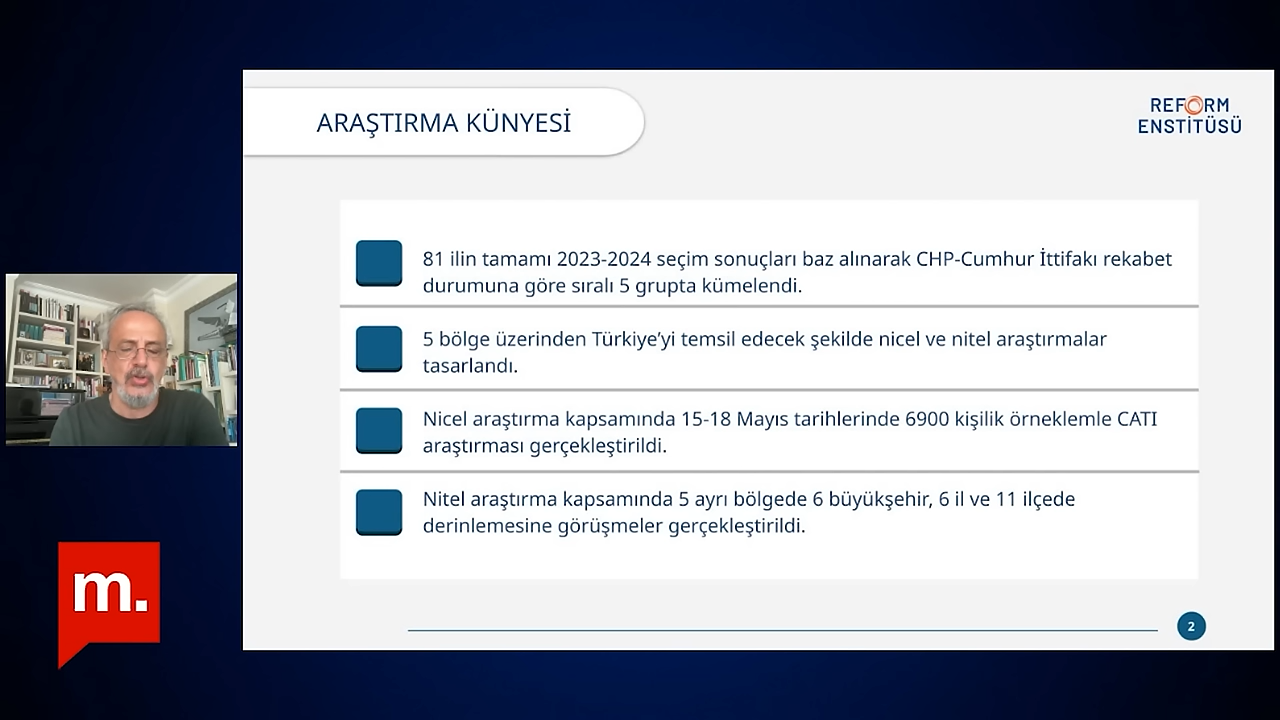 ARAŞTIRMA KÜNYESİ
REFORM
ENSTİTÜSÜ
81 ilin tamamı 2023-2024 seçim sonuçları baz alınarak CHP-Cumhur İttifakı rekabet
durumuna göre sıralı 5 grupta kümelendi.
5 bölge üzerinden Türkiye’yi temsil edecek şekilde nicel ve nitel araştırmalar
tasarlandı.
Nicel araştırma kapsamında 15-18 Mayıs tarihlerinde 6900 kişilik örneklemle CATI
araştırması gerçekleştirildi.
Nitel araştırma kapsamında 5 ayrı bölgede 6 büyükşehir, 6 il ve 11 ilçede
derinlemesine görüşmeler gerçekleştirildi.
m.
2